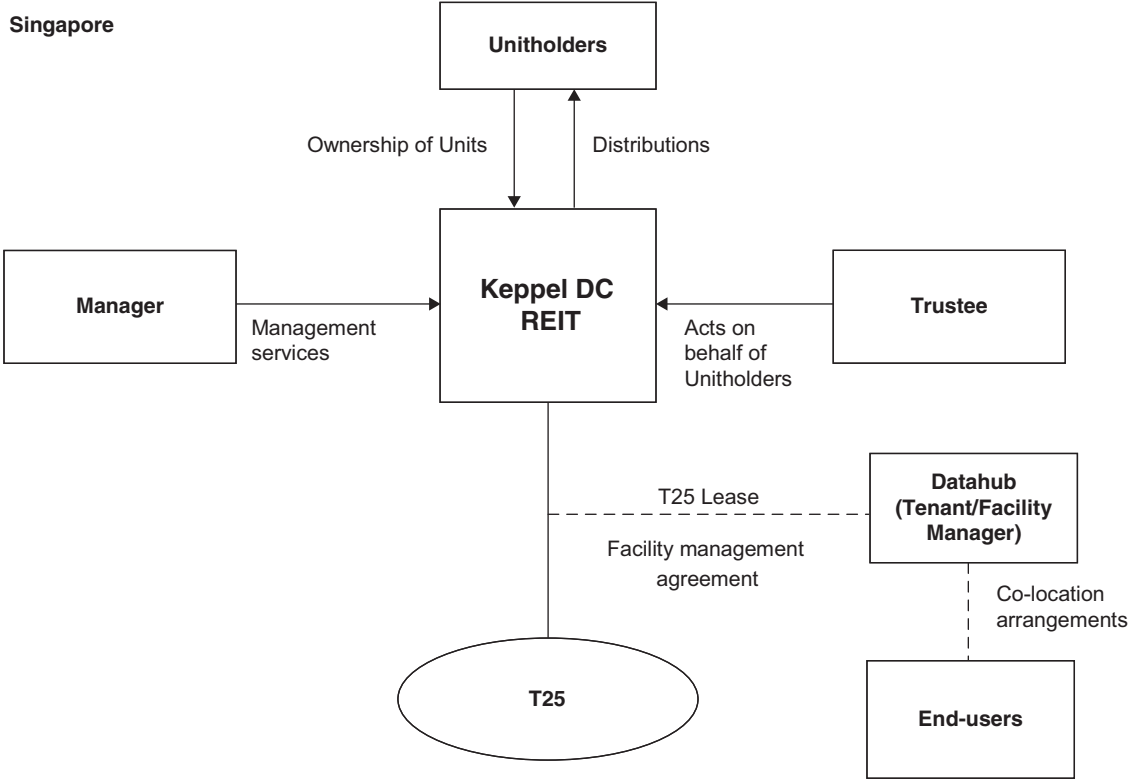 Singapore
Unitholders
Ownership of Units
Distributions
Keppel DC
REIT
Manager
Management
services
Trustee
Acts on
behalf of
Unitholders
T25 Lease
Facility management
agreement
Datahub
(Tenant/Facility
Manager)
Co-location
arrangements
T25
End-users